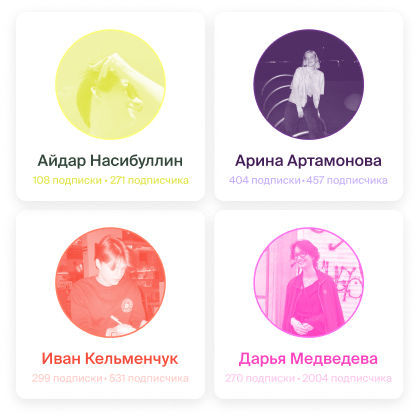 Айдар Насибуллин
108 подписки • 271 подписчика
Арина Артамонова
404 подписки • 457 подписчика
Иван Кельменчук
299 подписки • 531 подписчика
Дарья Медведева
270 подписки • 2004 подписчика